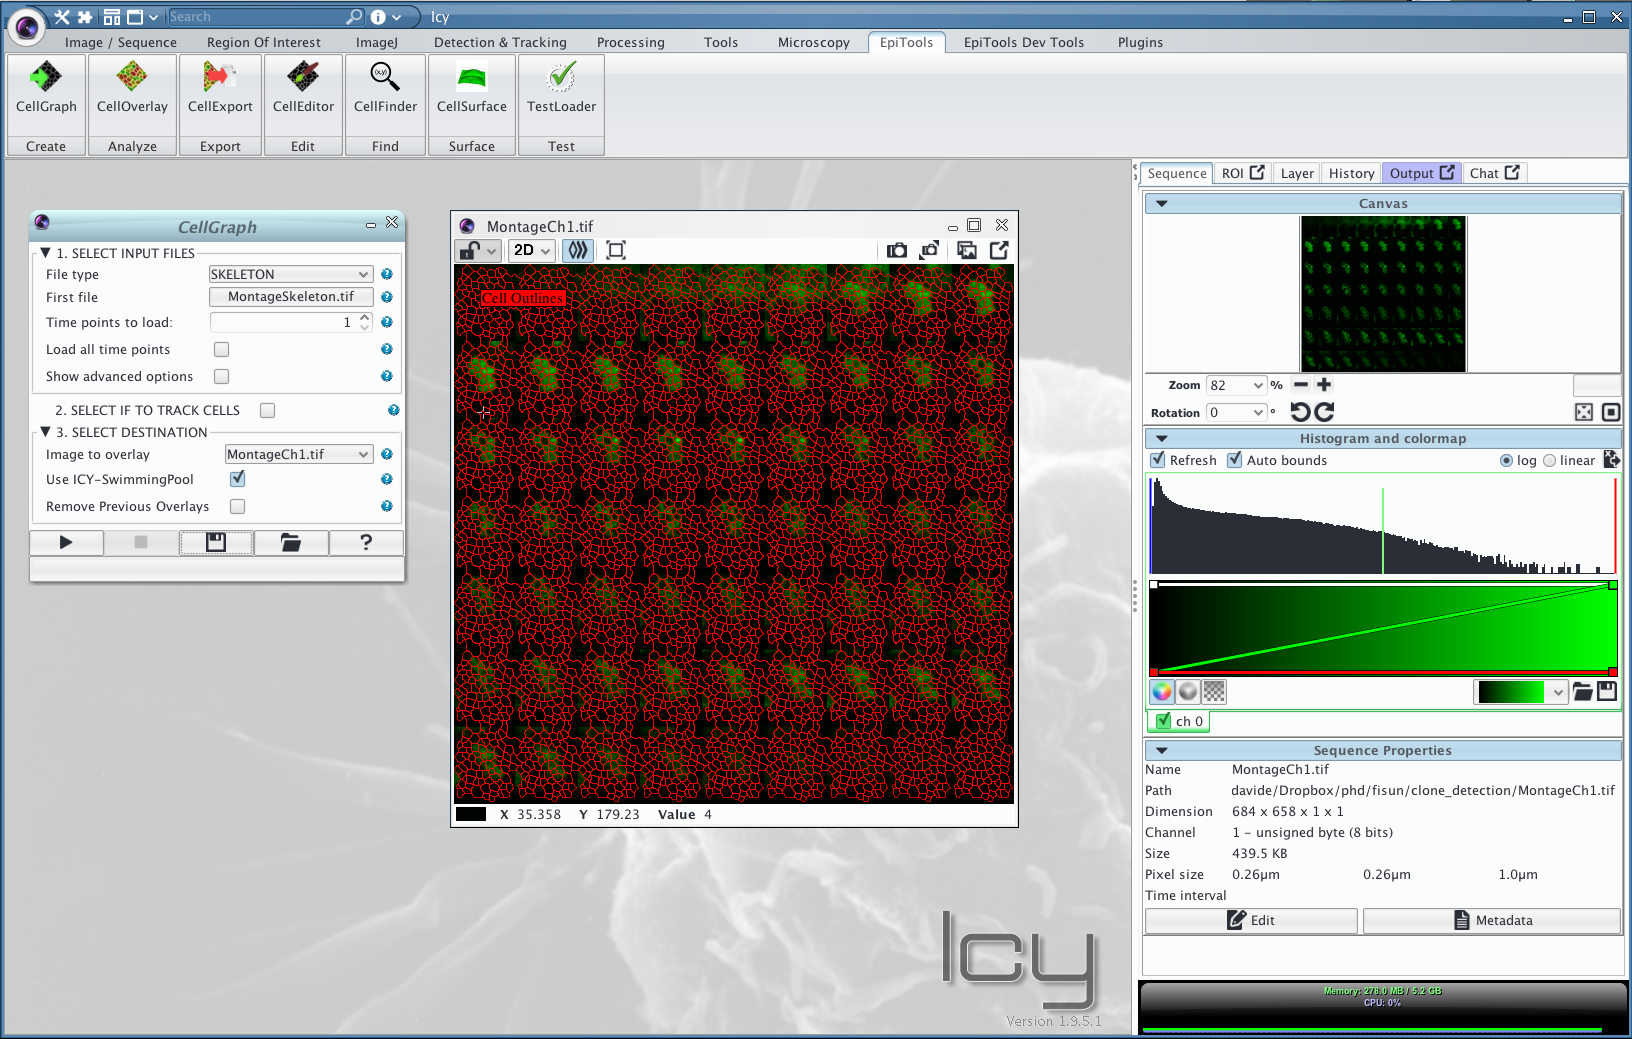 Search
Icy
Image / Sequence Region Of Interest ImageJ Detection & Tracking Processing Tools Microscopy EpiTools EpiTools Dev Tools Plugins
CellGraph CellOverlay CellExport CellEditor CellFinder CellSurface TestLoader
Create Analyze Export Edit Find Surface Test
CellGraph
▼ 1. SELECT INPUT FILES
File type SKELETON
First file MontageSkeleton.tif
Time points to load: 1
Load all time points
Show advanced options
2. SELECT IF TO TRACK CELLS
▼ 3. SELECT DESTINATION
Image to overlay MontageCh1.tif
Use ICY-SwimmingPool
Remove Previous Overlays
?
MontageCh1.tif
2D
Cell Outlines
X 35.358 Y 179.23 Value 4
Icy
Version 1.9.5.1
Sequence ROI Layer History Output Chat
Canvas
Zoom 82 %
Rotation 0 °
Histogram and colormap
Refresh Auto bounds log linear
ch 0
Sequence Properties
Name MontageCh1.tif
Path davide/Dropbox/phd/fisun/clone_detection/MontageCh1.tif
Dimension 684 x 658 x 1 x 1
Channel 1 - unsigned byte (8 bits)
Size 439.5 KB
Pixel size 0.26µm 0.26µm 1.0µm
Time interval
Edit Metadata
Memory: 278.0 MB / 5.2 GB
CPU: 0%